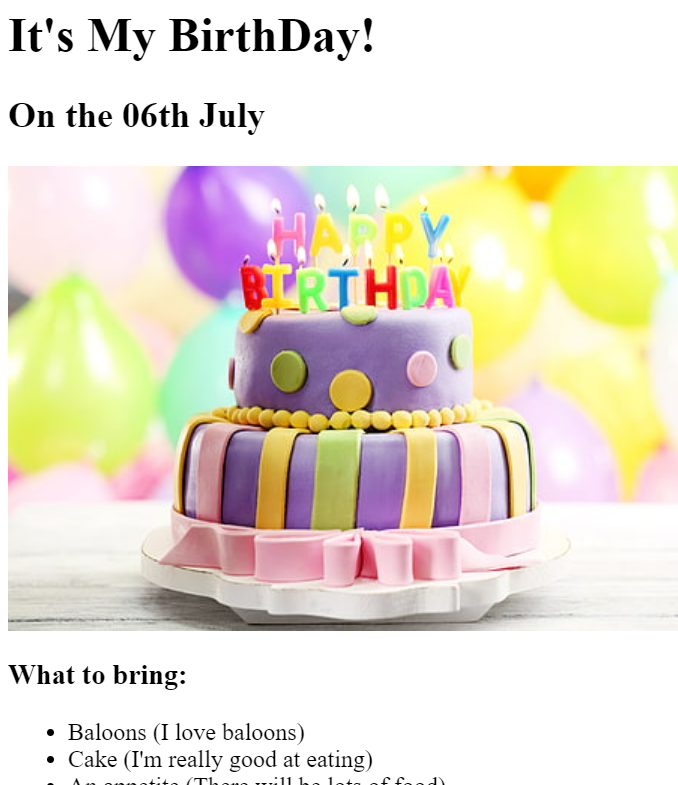 It's My BirthDay!
On the 06th July
HAPPY
BIRTHDAY
What to bring:
Baloons (I love baloons)
Cake (I'm really good at eating)
An appetite (There will be lots of food)